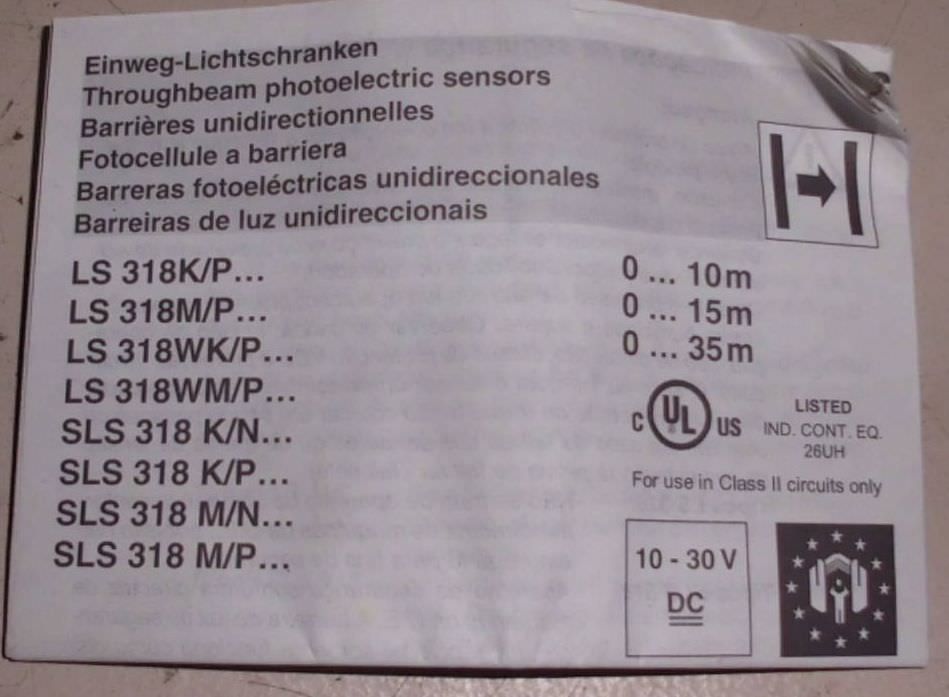 Einweg-Lichtschranken
Throughbeam photoelectric sensors
Barrières unidirectionnelles
Fotocellule a barriera
Barreras fotoeléctricas unidireccionales
Barreiras de luz unidireccionais
LS 318K/P... 0 ... 10m
LS 318M/P... 0 ... 15m
LS 318WK/P... 0 ... 35m
LS 318WM/P...
SLS 318 K/N...
SLS 318 K/P...
SLS 318 M/N...
SLS 318 M/P...
C UL US
LISTED
IND. CONT. EQ.
26UH
For use in Class II circuits only
10 - 30 V
DC